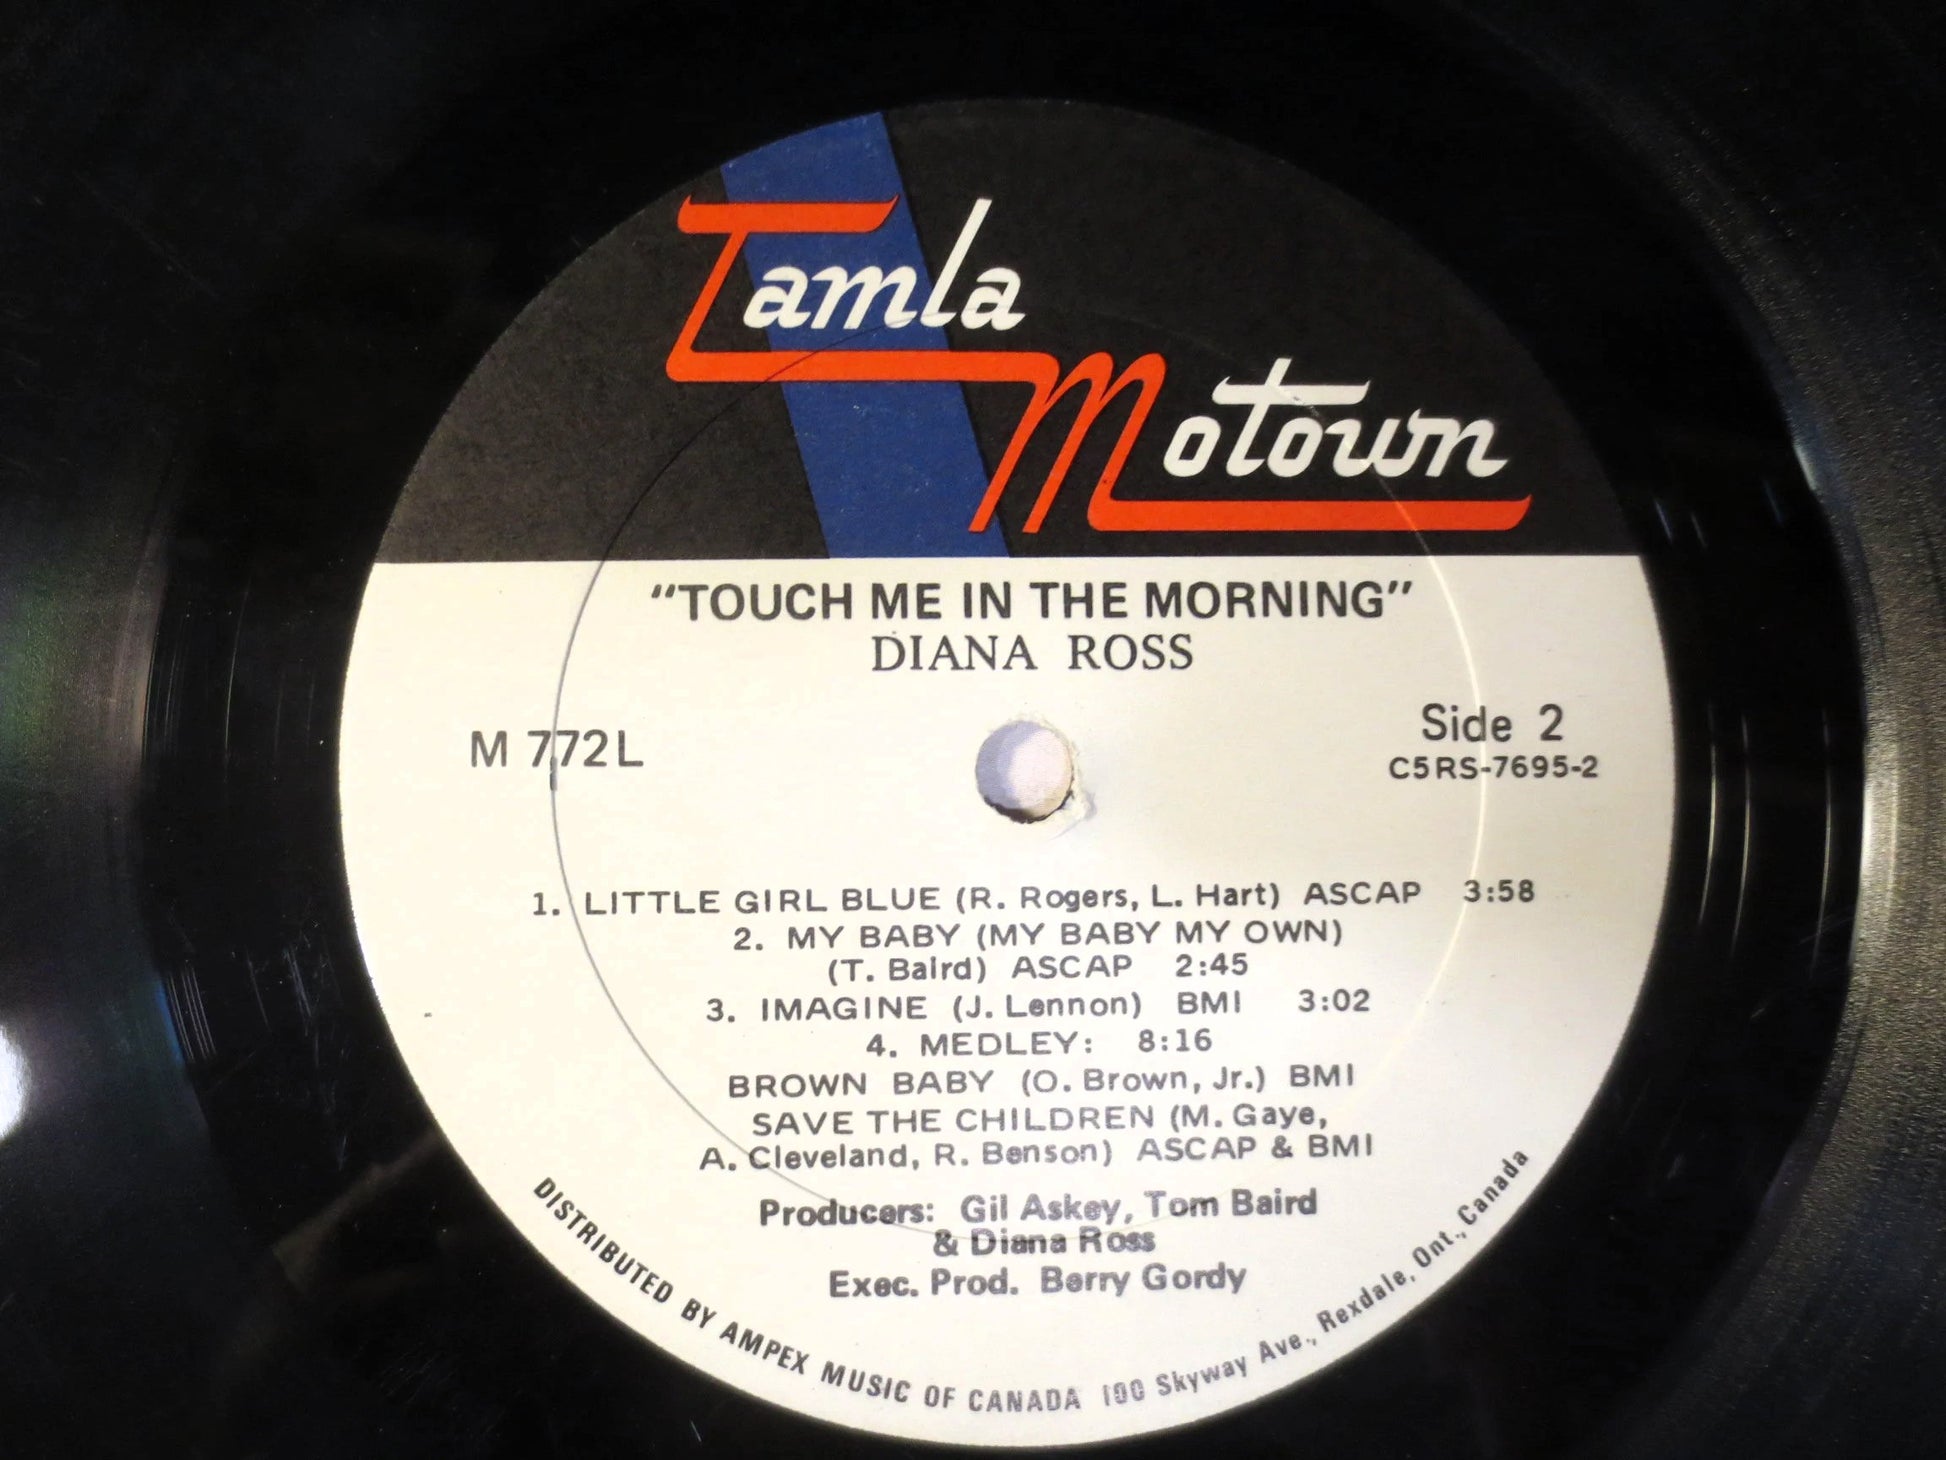 Tamla
Motown
"TOUCH ME IN THE MORNING"
DIANA ROSS
M 772L
Side 2
C5RS-7695-2
1. LITTLE GIRL BLUE (R. Rogers, L. Hart) ASCAP 3:58
2. MY BABY (MY BABY MY OWN)
(T. Baird) ASCAP 2:45
3. IMAGINE (J. Lennon) BMI 3:02
4. MEDLEY: 8:16
BROWN BABY (O. Brown, Jr.) BMI
SAVE THE CHILDREN (M. Gaye,
A. Cleveland, R. Benson) ASCAP & BMI
Producers: Gil Askey, Tom Baird
& Diana Ross
Exec. Prod. Berry Gordy
DISTRIBUTED BY AMPEX MUSIC OF CANADA 100 Skyway Ave., Rexdale, Ont., Canada